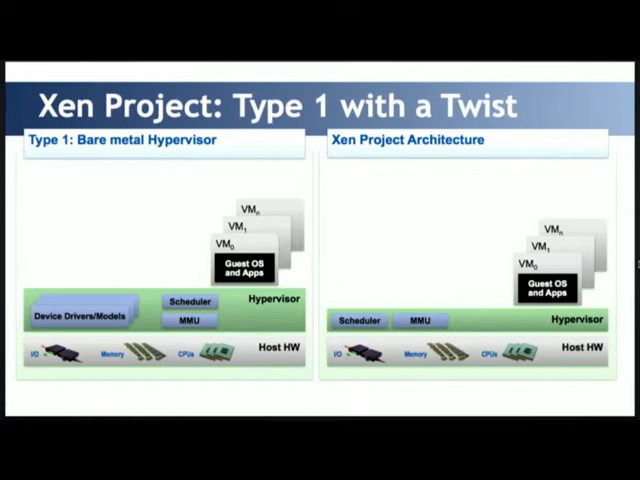 Xen Project: Type 1 with a Twist
Type 1: Bare metal Hypervisor
VMn
VM1
VM0
Guest OS
and Apps
Scheduler
Hypervisor
Device Drivers/Models
MMU
I/O
Memory
CPUs
Host HW
Xen Project Architecture
VMn
VM1
VM0
Guest OS
and Apps
Scheduler
MMU
Hypervisor
I/O
Memory
CPUs
Host HW